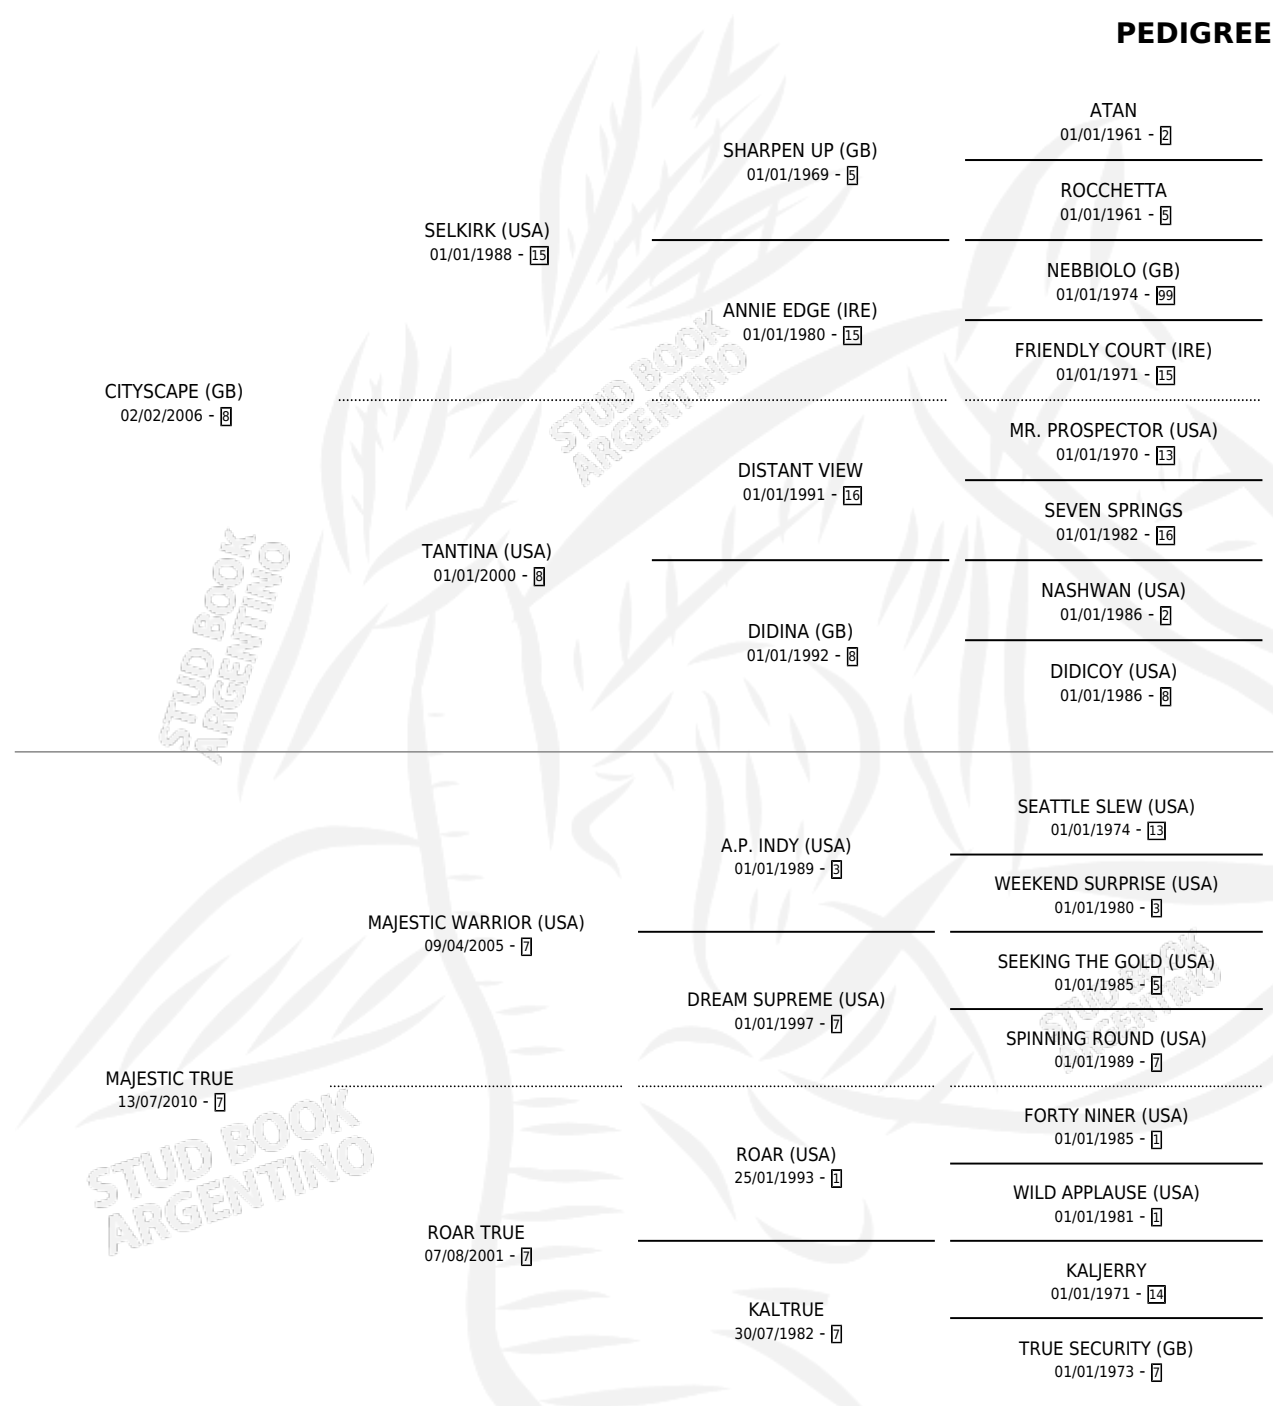 PEDIGREE
ATAN
01/01/1961 - 2
SHARPEN UP (GB)
01/01/1969 - 5
ROCCHETTA
01/01/1961 - 5
SELKIRK (USA)
01/01/1988 - 15
NEBBIOLO (GB)
01/01/1974 - 99
ANNIE EDGE (IRE)
01/01/1980 - 15
FRIENDLY COURT (IRE)
01/01/1971 - 15
CITYSCAPE (GB)
02/02/2006 - 8
STUD BOOK
ARGENTINO
MR. PROSPECTOR (USA)
01/01/1970 - 13
DISTANT VIEW
01/01/1991 - 16
SEVEN SPRINGS
01/01/1982 - 16
TANTINA (USA)
01/01/2000 - 8
NASHWAN (USA)
01/01/1986 - 2
DIDINA (GB)
01/01/1992 - 8
DIDICOY (USA)
01/01/1986 - 8
STUD BOOK
ARGENTINO
SEATTLE SLEW (USA)
01/01/1974 - 13
A.P. INDY (USA)
01/01/1989 - 3
WEEKEND SURPRISE (USA)
01/01/1980 - 3
MAJESTIC WARRIOR (USA)
09/04/2005 - 7
SEEKING THE GOLD (USA)
01/01/1985 - 5
STUD BOOK
ARGENTINO
DREAM SUPREME (USA)
01/01/1997 - 7
SPINNING ROUND (USA)
01/01/1989 - 7
MAJESTIC TRUE
13/07/2010 - 7
STUD BOOK
ARGENTINO
FORTY NINER (USA)
01/01/1985 - 1
ROAR (USA)
25/01/1993 - 1
WILD APPLAUSE (USA)
01/01/1981 - 1
ROAR TRUE
07/08/2001 - 7
KALJERRY
01/01/1971 - 14
KALTRUE
30/07/1982 - 7
TRUE SECURITY (GB)
01/01/1973 - 7